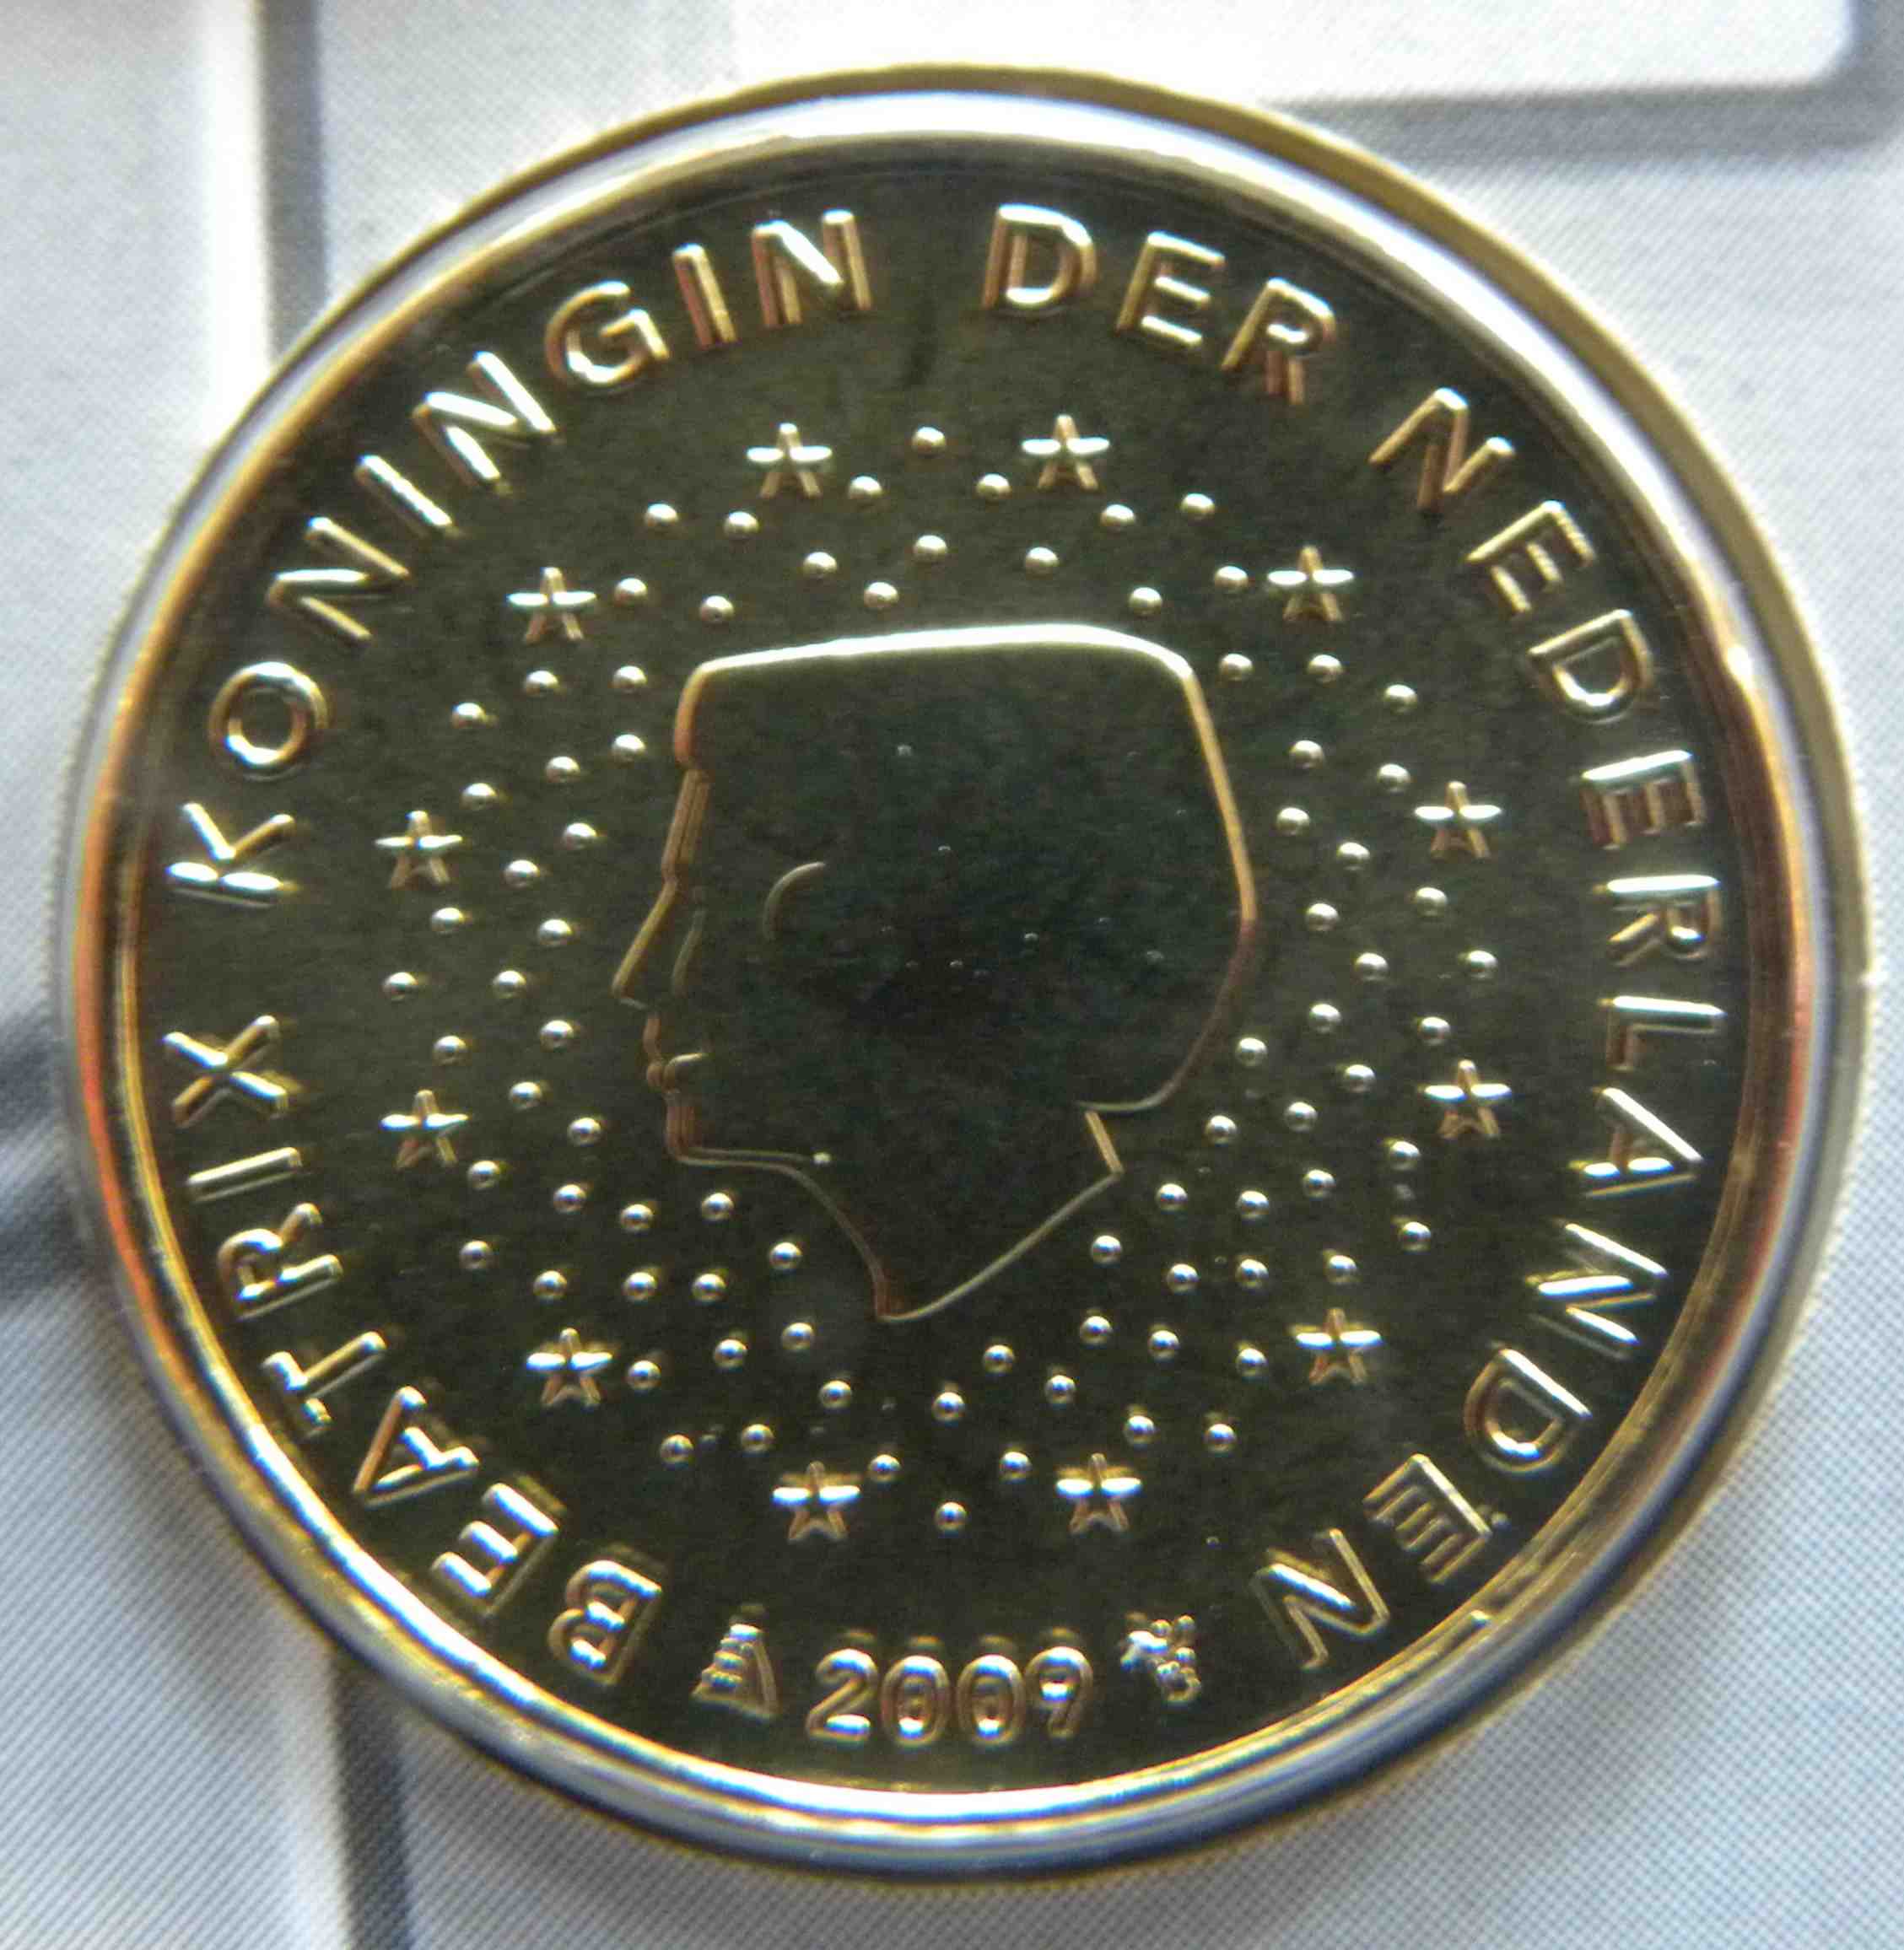 BEATRIX KONINGIN DER NEDERLANDEN
2009